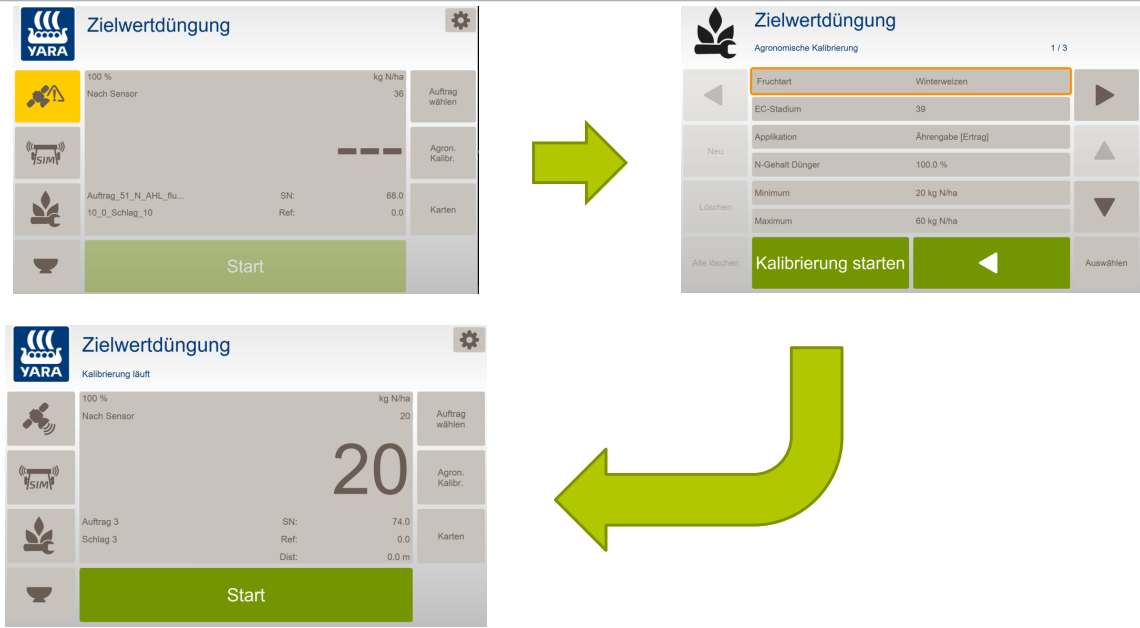 YARA
Zielwertdüngung
100 %
kg N/ha
Nach Sensor
36
Auftrag
wählen
SIM
Agron.
Kalibr.
Auftrag_51_N_AHL_flu...
SN:
68.0
10_0_Schlag_10
Ref:
0.0
Karten
Start
Zielwertdüngung
Agronomische Kalibrierung
1 / 3
Fruchtart
Winterweizen
EC-Stadium
39
Neu
Applikation
Ährengabe [Ertrag]
N-Gehalt Dünger
100.0 %
Löschen
Minimum
20 kg N/ha
Maximum
60 kg N/ha
Alle löschen
Kalibrierung starten
Auswählen
YARA
Zielwertdüngung
Kalibrierung läuft
100 %
kg N/ha
Nach Sensor
20
Auftrag
wählen
20
SIM
Agron.
Kalibr.
Auftrag 3
SN:
74.0
Schlag 3
Ref:
0.0
Karten
Dist:
0.0 m
Start